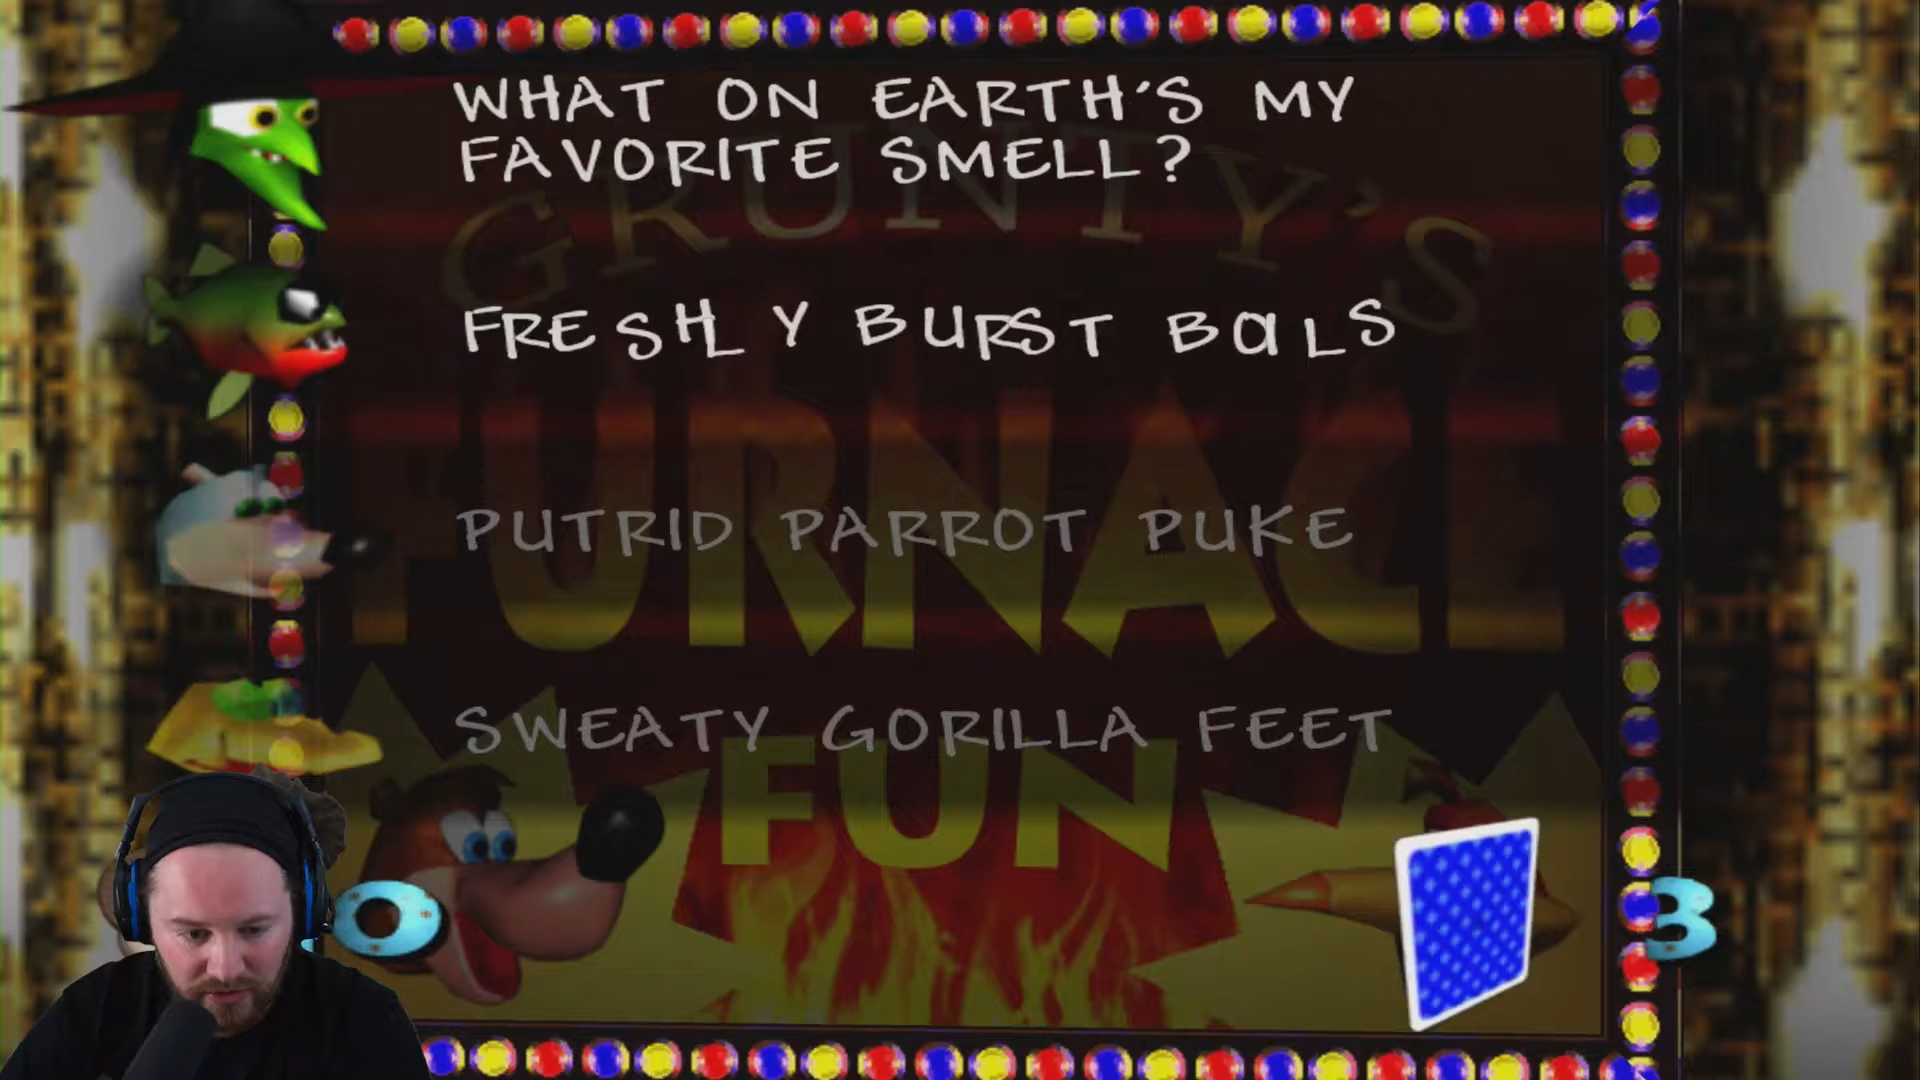 WHAT ON EARTH'S MY
FAVORITE SMELL?
GRUNTY'S
FRESHLY BURST BOILS
FURNACE
PUTRID PARROT PUKE
SWEATY GORILLA FEET
FUN
0
3